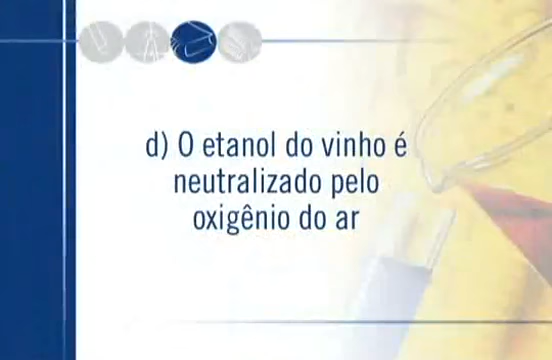 d) O etanol do vinho é
neutralizado pelo
oxigênio do ar